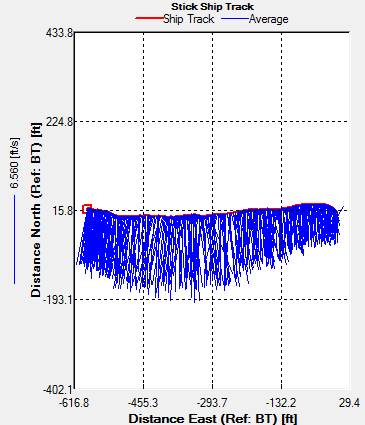 Stick Ship Track
Ship Track
Average
433.8
224.8
15.8
-193.1
-402.1
6.560 [ft/s]
Distance North (Ref: BT) [ft]
-616.8
-455.3
-293.7
-132.2
29.4
Distance East (Ref: BT) [ft]